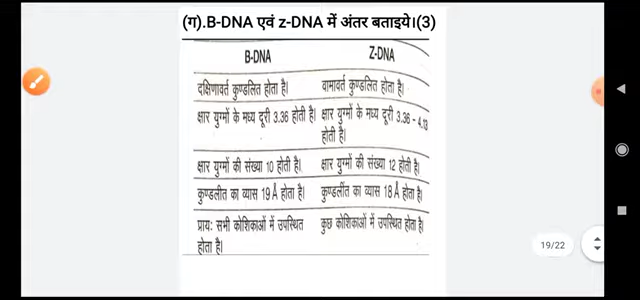 (ग).B-DNA एवं z-DNA में अंतर बताइये।(3)
B-DNA Z-DNA
दक्षिणावर्त कुण्डलित होता है। वामावर्त कुण्डलित होता है।
क्षार युग्मों के मध्य दूरी 3.36 होती है। क्षार युग्मों के मध्य दूरी 3.36 - 4.13
होती है।
क्षार युग्मों की संख्या 10 होती है। क्षार युग्मों की संख्या 12 होती है।
कुण्डलीत का व्यास 19 Å होता है। कुण्डलींत का व्यास 18 Å होता है।
प्राय: सभी कोशिकाओं में उपस्थित कुछ कोशिकाओं में उपस्थित होता है।
होता है।
19/22